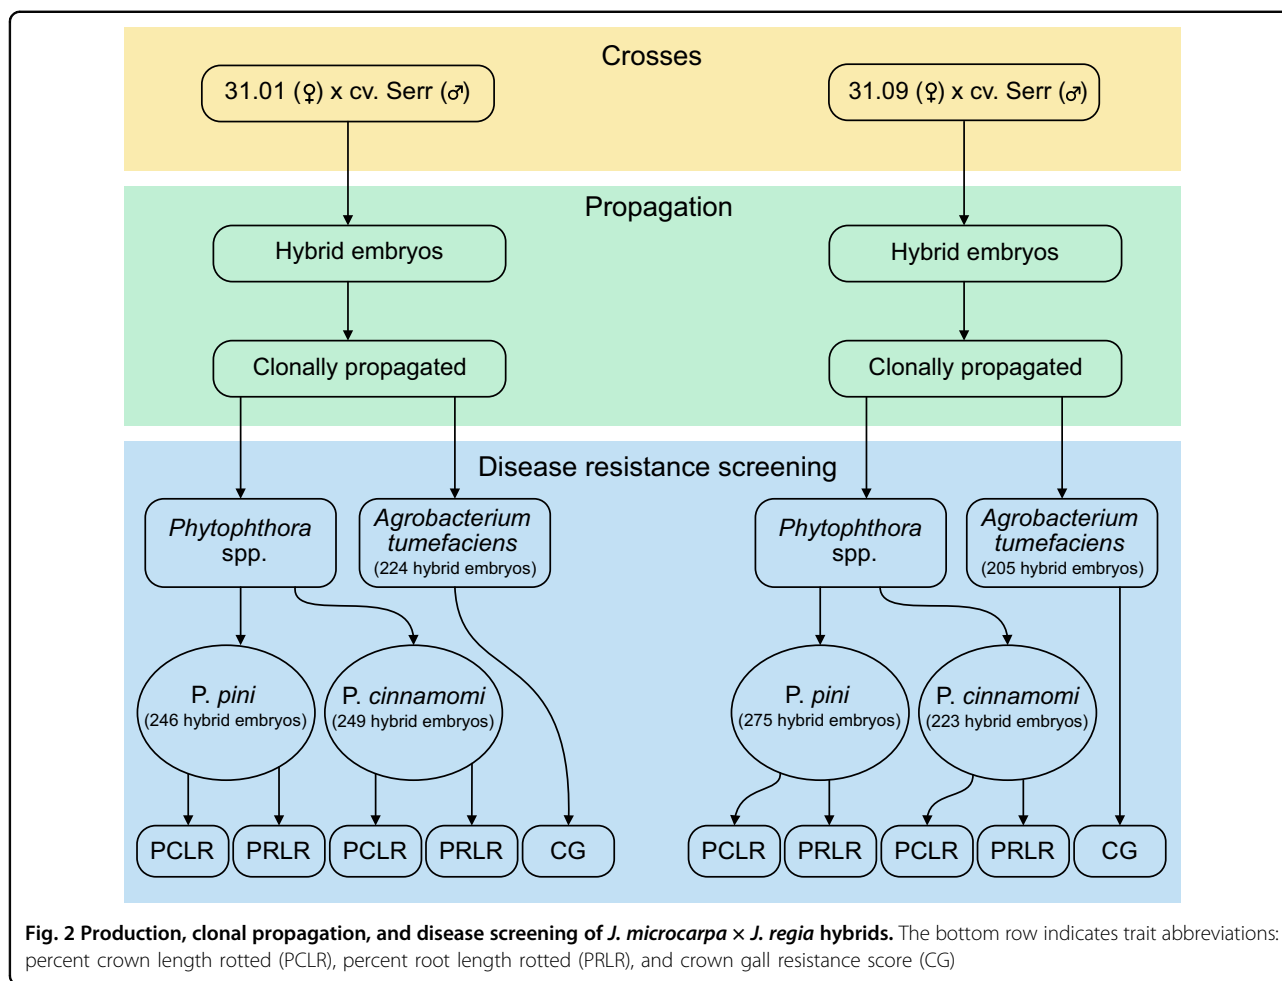 Crosses
31.01 (♀) x cv. Serr (♂)
31.09 (♀) x cv. Serr (♂)
Propagation
Hybrid embryos
Hybrid embryos
Clonally propagated
Clonally propagated
Disease resistance screening
Phytophthora
spp.
Agrobacterium
tumefaciens
(224 hybrid embryos)
Phytophthora
spp.
Agrobacterium
tumefaciens
(205 hybrid embryos)
P. pini
(246 hybrid embryos)
P. cinnamomi
(249 hybrid embryos)
P. pini
(275 hybrid embryos)
P. cinnamomi
(223 hybrid embryos)
PCLR
PRLR
PCLR
PRLR
CG
PCLR
PRLR
PCLR
PRLR
CG
Fig. 2 Production, clonal propagation, and disease screening of J. microcarpa × J. regia hybrids. The bottom row indicates trait abbreviations:
percent crown length rotted (PCLR), percent root length rotted (PRLR), and crown gall resistance score (CG)